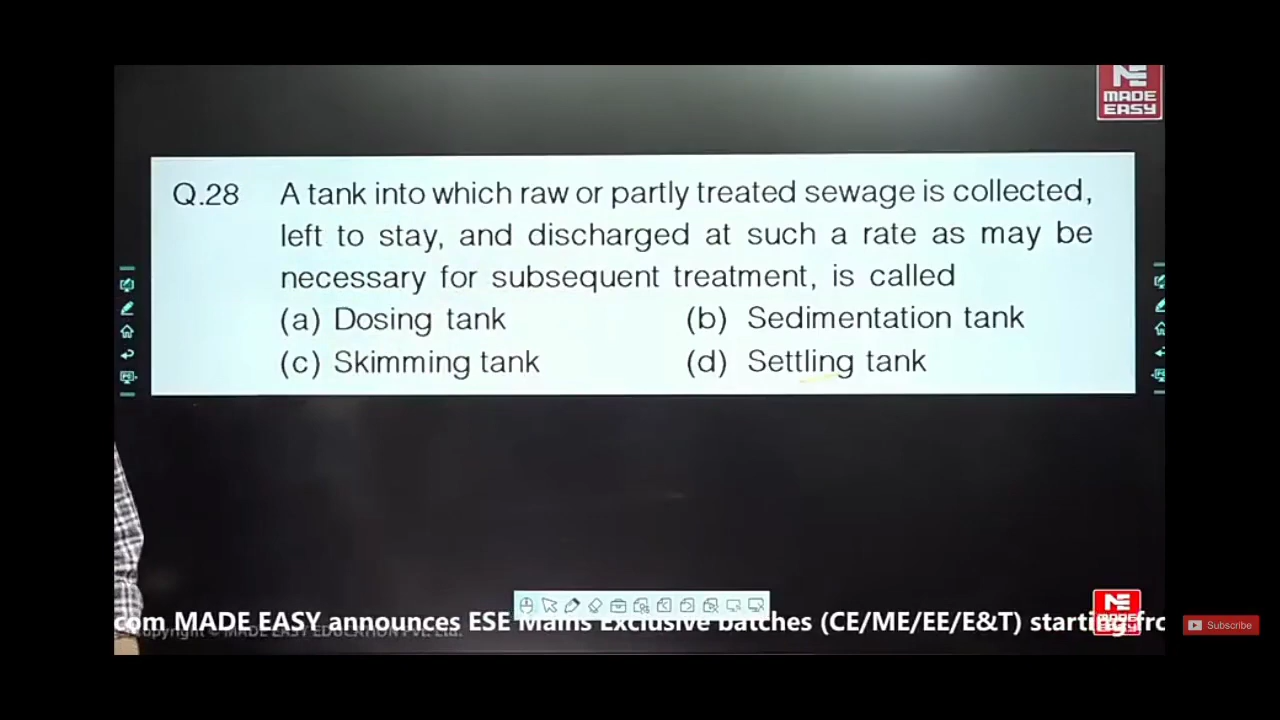 MADE
EASY
Q.28 A tank into which raw or partly treated sewage is collected,
left to stay, and discharged at such a rate as may be
necessary for subsequent treatment, is called
(a) Dosing tank (b) Sedimentation tank
(c) Skimming tank (d) Settling tank
com MADE EASY announces ESE Mains Exclusive batches (CE/ME/EE/E&T) starting fro
MADE EASY
Subscribe